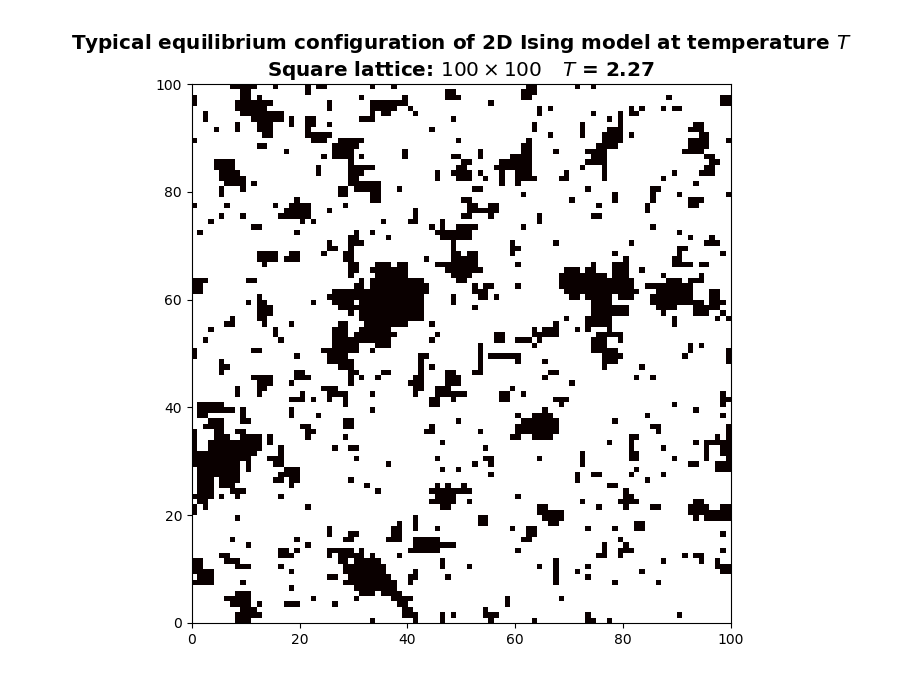 Typical equilibrium configuration of 2D Ising model at temperature T
Square lattice: 100 × 100 T = 2.27
100
80
60
40
20
0
0 20 40 60 80 100